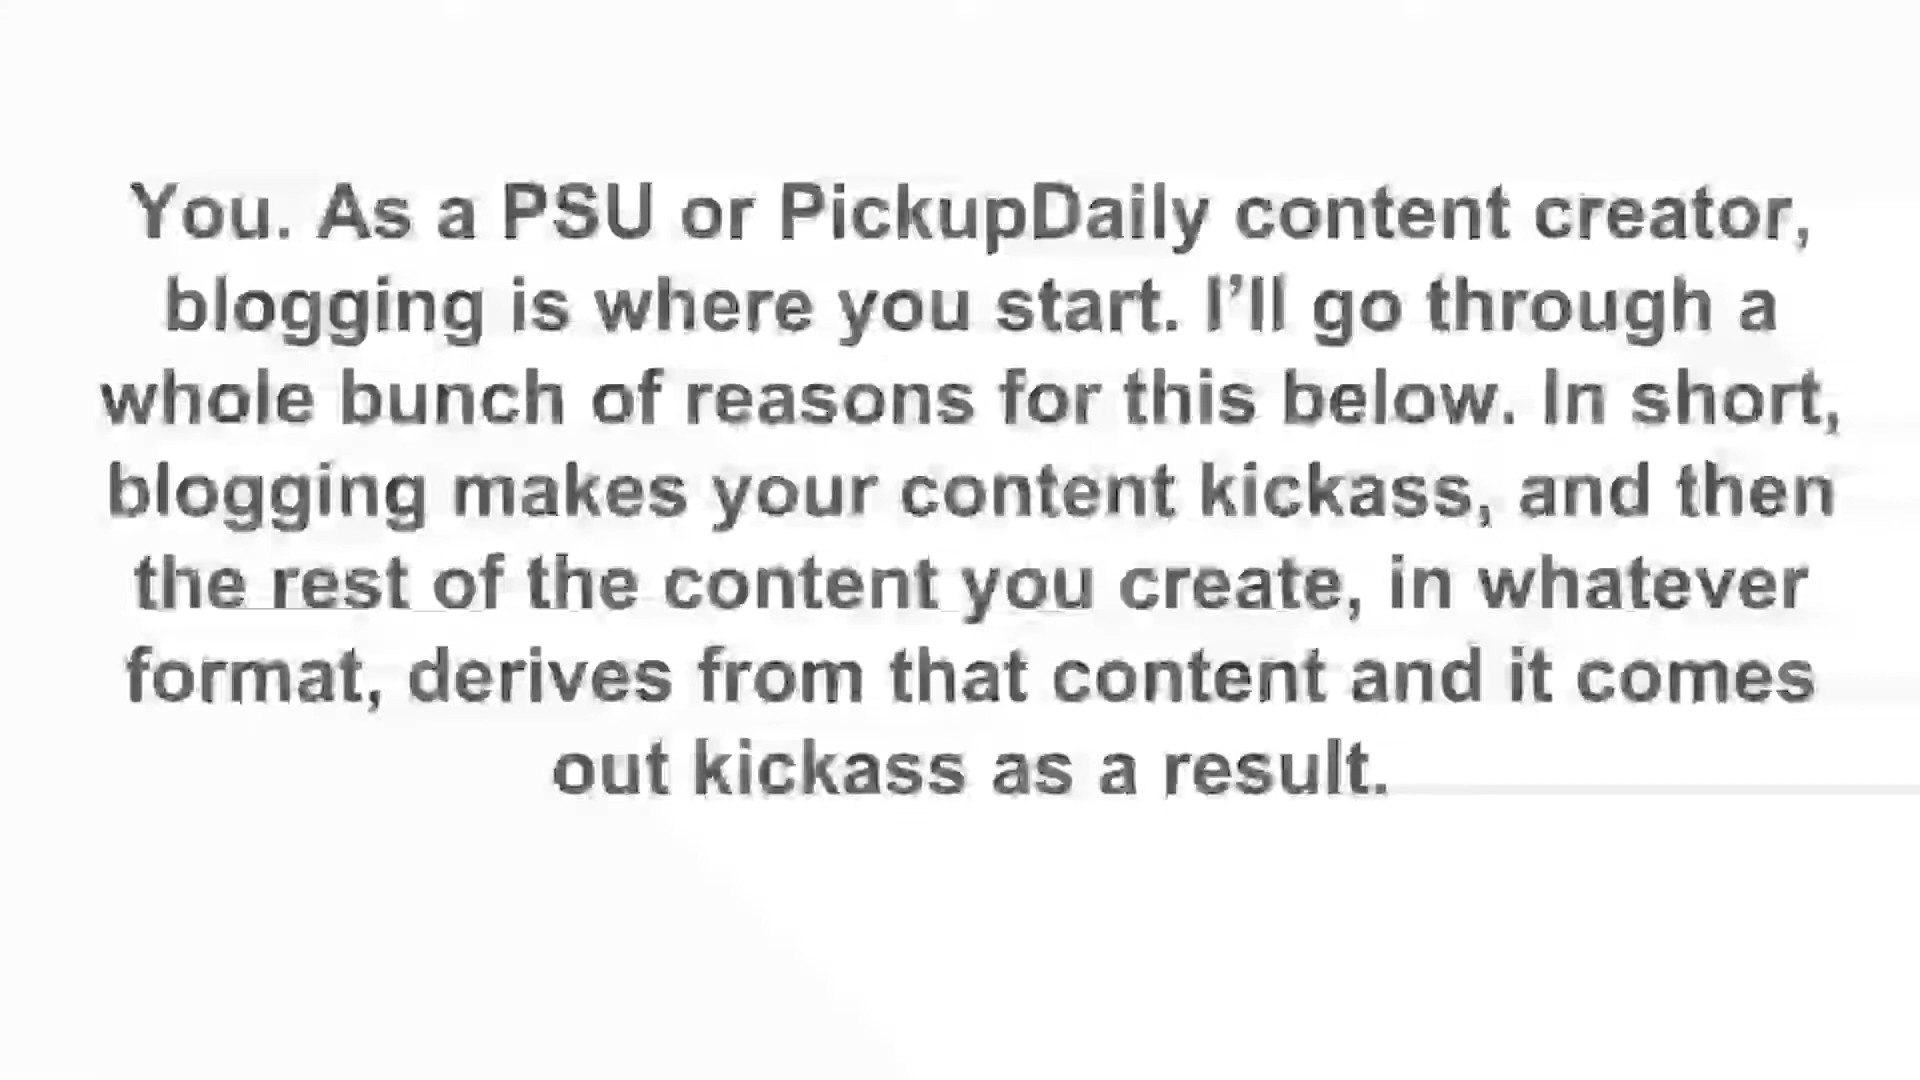 You. As a PSU or PickupDaily content creator,
blogging is where you start. I’ll go through a
whole bunch of reasons for this below. In short,
blogging makes your content kickass, and then
the rest of the content you create, in whatever
format, derives from that content and it comes
out kickass as a result.